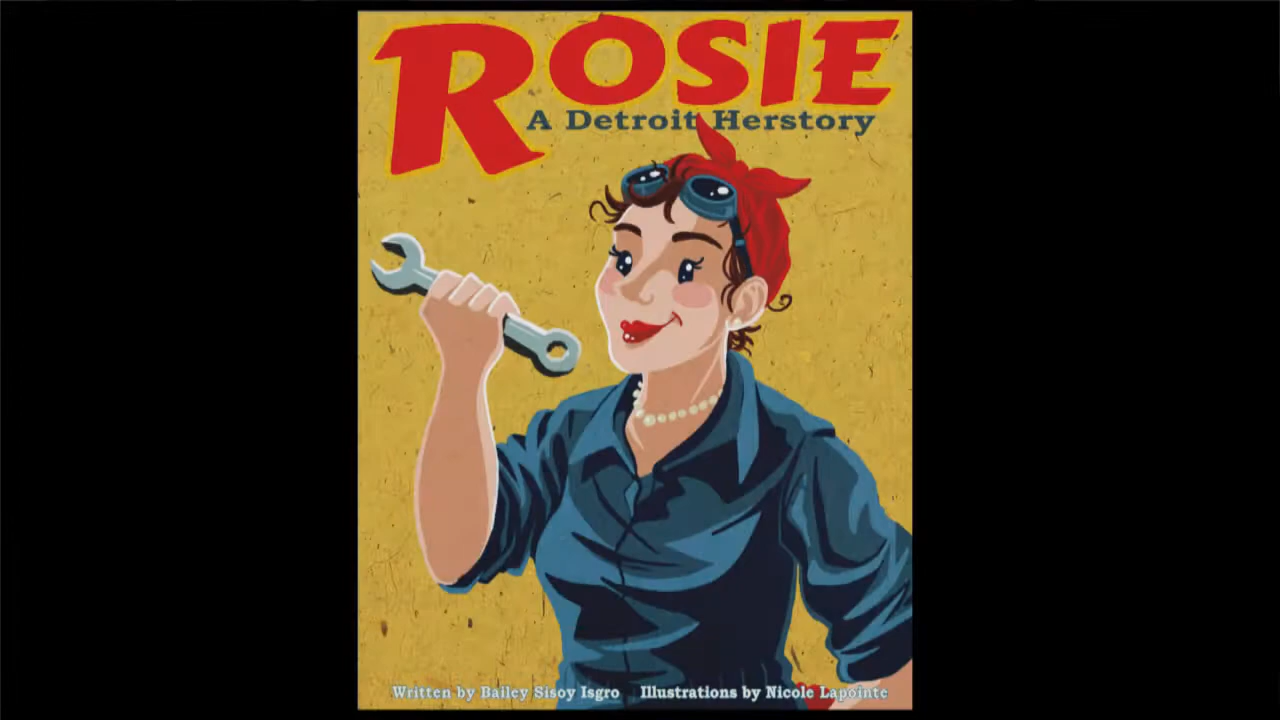 ROSIE
A Detroit Herstory
Written by Bailey Sisoy Isgro Illustrations by Nicole Lapointe